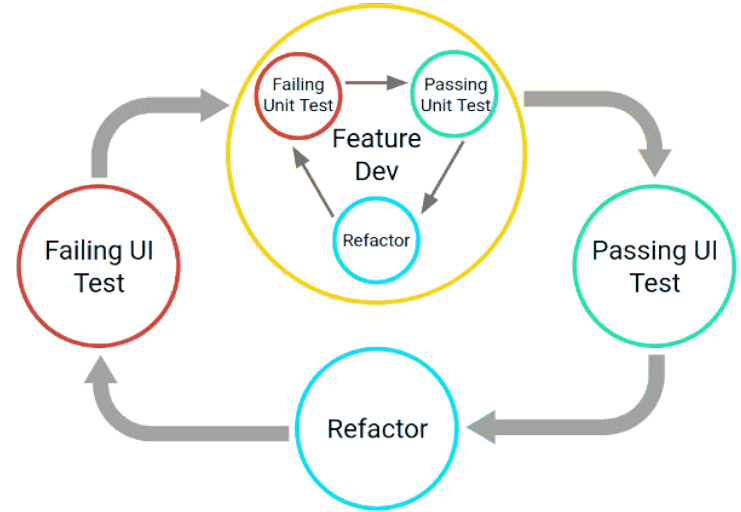 Failing
Unit Test
Passing
Unit Test
Feature
Dev
Refactor
Failing UI
Test
Passing UI
Test
Refactor